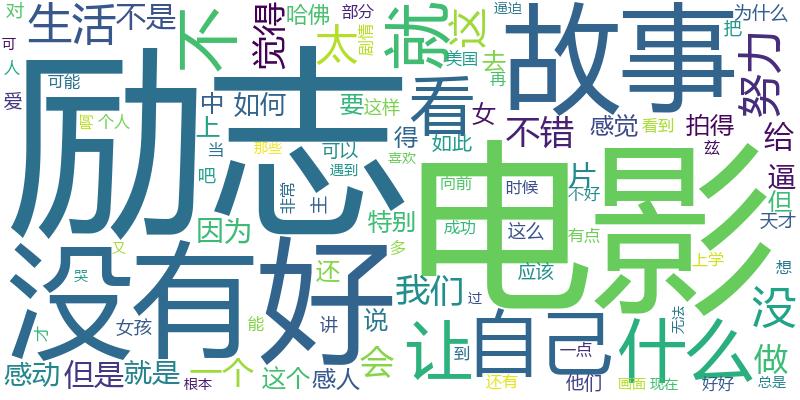 对
生活
不是
不
觉得
哈佛
太
部分
剧情
就
美国
这
逼迫
去
再
故事
为什么
把
努力
可
人
爱
可能
励志
中
如何
要
这样
看
女
得
如此
不错
感觉
看到
拍得
兹
给
逼
个人
上
当
吧
那些
可以
喜欢
遇到
非常
主
电影
向前
时候
片
不好
但
天才
因为
特别
多
成功
这么
有点
应该
上学
想
没有
好
又
哭
才
女孩
能
还
讲
说
我们
过
没
让
到
自己
一点
什么
无法
做
感动
但是
就是
根本
一个
这个
感人
会
还有
他们
画面
现在
好好
总是